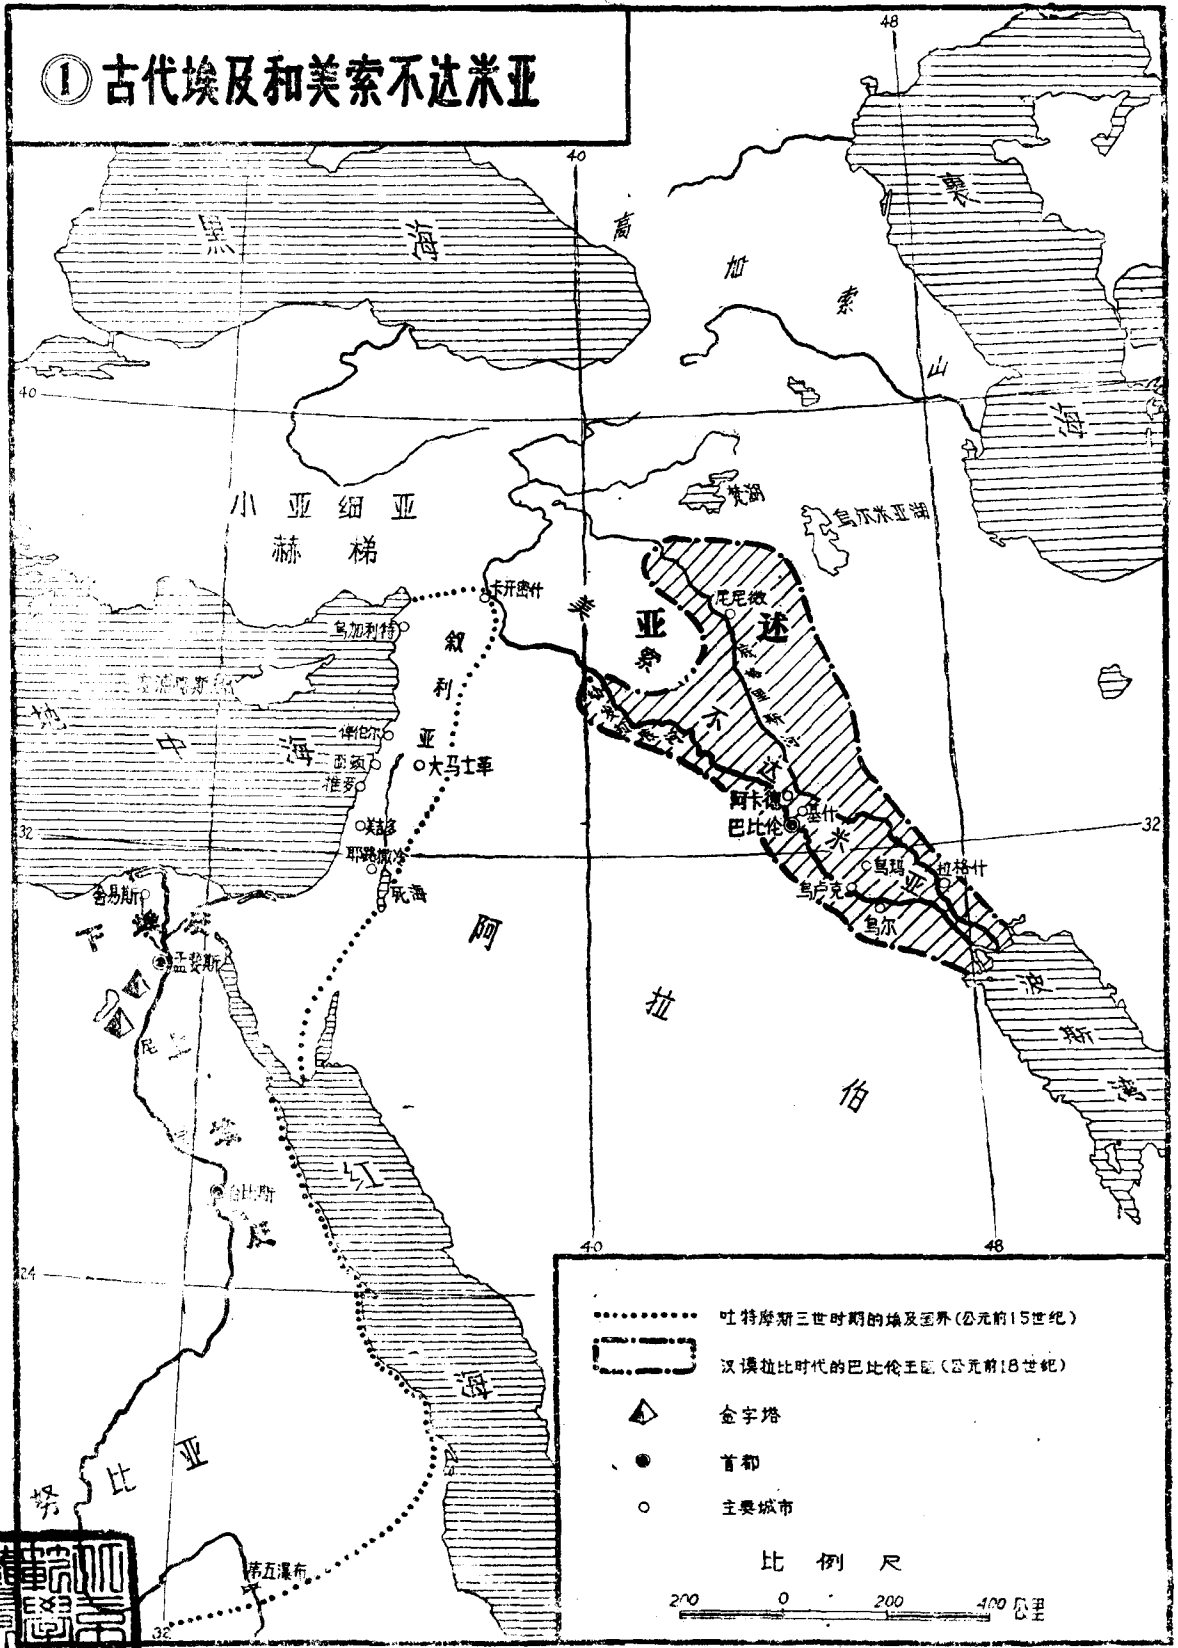 ① 古代埃及和美索不达米亚
48
40
黑海
高加索山
裏海
40
小亚细亚
赫梯
梵湖
乌尔米亚湖
卡开密什
乌加利特
叙利亚
美索不达米亚
亚述
尼尼微
地中海
大马士革
推罗
美吉多
耶路撒冷
死海
阿卡德
基什
巴比伦
乌玛
拉格什
乌卢克
乌尔
32
32
舍易斯
下埃及
孟斐斯
尼
上埃及
底比斯
阿拉伯
波斯湾
红海
40
48
24
努比亚
第五瀑布
32
吐特摩斯三世时期的埃及国界(公元前15世纪)
汉谟拉比时代的巴比伦王国(公元前18世纪)
金字塔
首都
主要城市
比例尺
200 0 200 400 公里